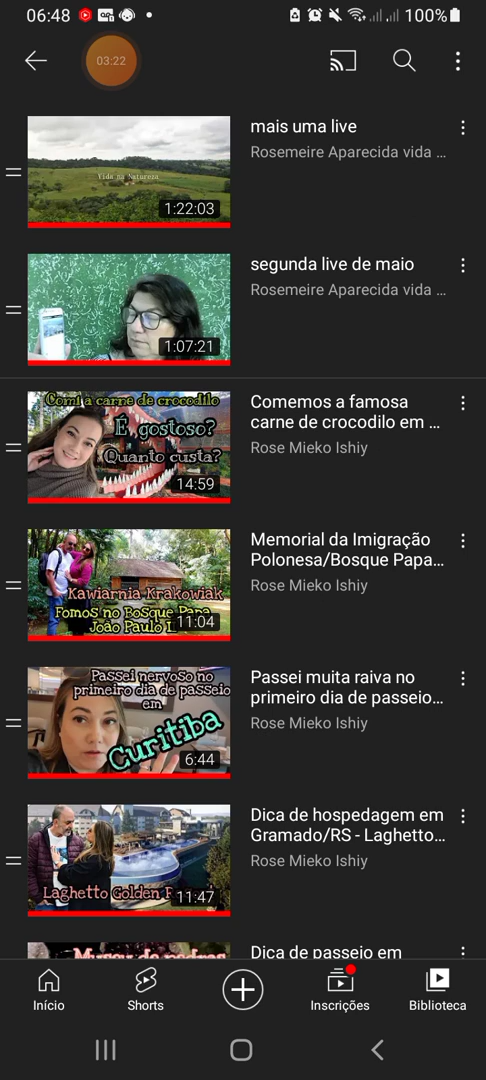 06:48
100%
03:22
Vida na Natureza
1:22:03
mais uma live
Rosemeire Aparecida vida ...
1:07:21
segunda live de maio
Rosemeire Aparecida vida ...
Comi a carne de crocodilo
É gostoso?
Quanto custa?
14:59
Comemos a famosa
carne de crocodilo em ...
Rose Mieko Ishiy
Kawiarnia Krakowiak
Fomos no Bosque Papa
João Paulo
11:04
Memorial da Imigração
Polonesa/Bosque Papa...
Rose Mieko Ishiy
Passei nervoso no
primeiro dia de passeio
em
Curitiba
6:44
Passei muita raiva no
primeiro dia de passeio...
Rose Mieko Ishiy
Laghetto Golden
11:47
Dica de hospedagem em
Gramado/RS - Laghetto...
Rose Mieko Ishiy
Dica de passeio em
Início
Shorts
Inscrições
Biblioteca